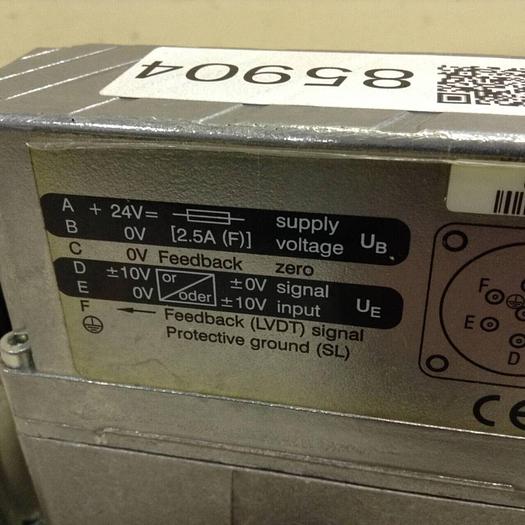 85904
A + 24V= supply
B 0V [2.5A (F)] voltage UB
C 0V Feedback zero
D ±10V or ±0V signal
E 0V oder ±10V input UE
F ← Feedback (LVDT) signal
Protective ground (SL)
F
E
D
CE